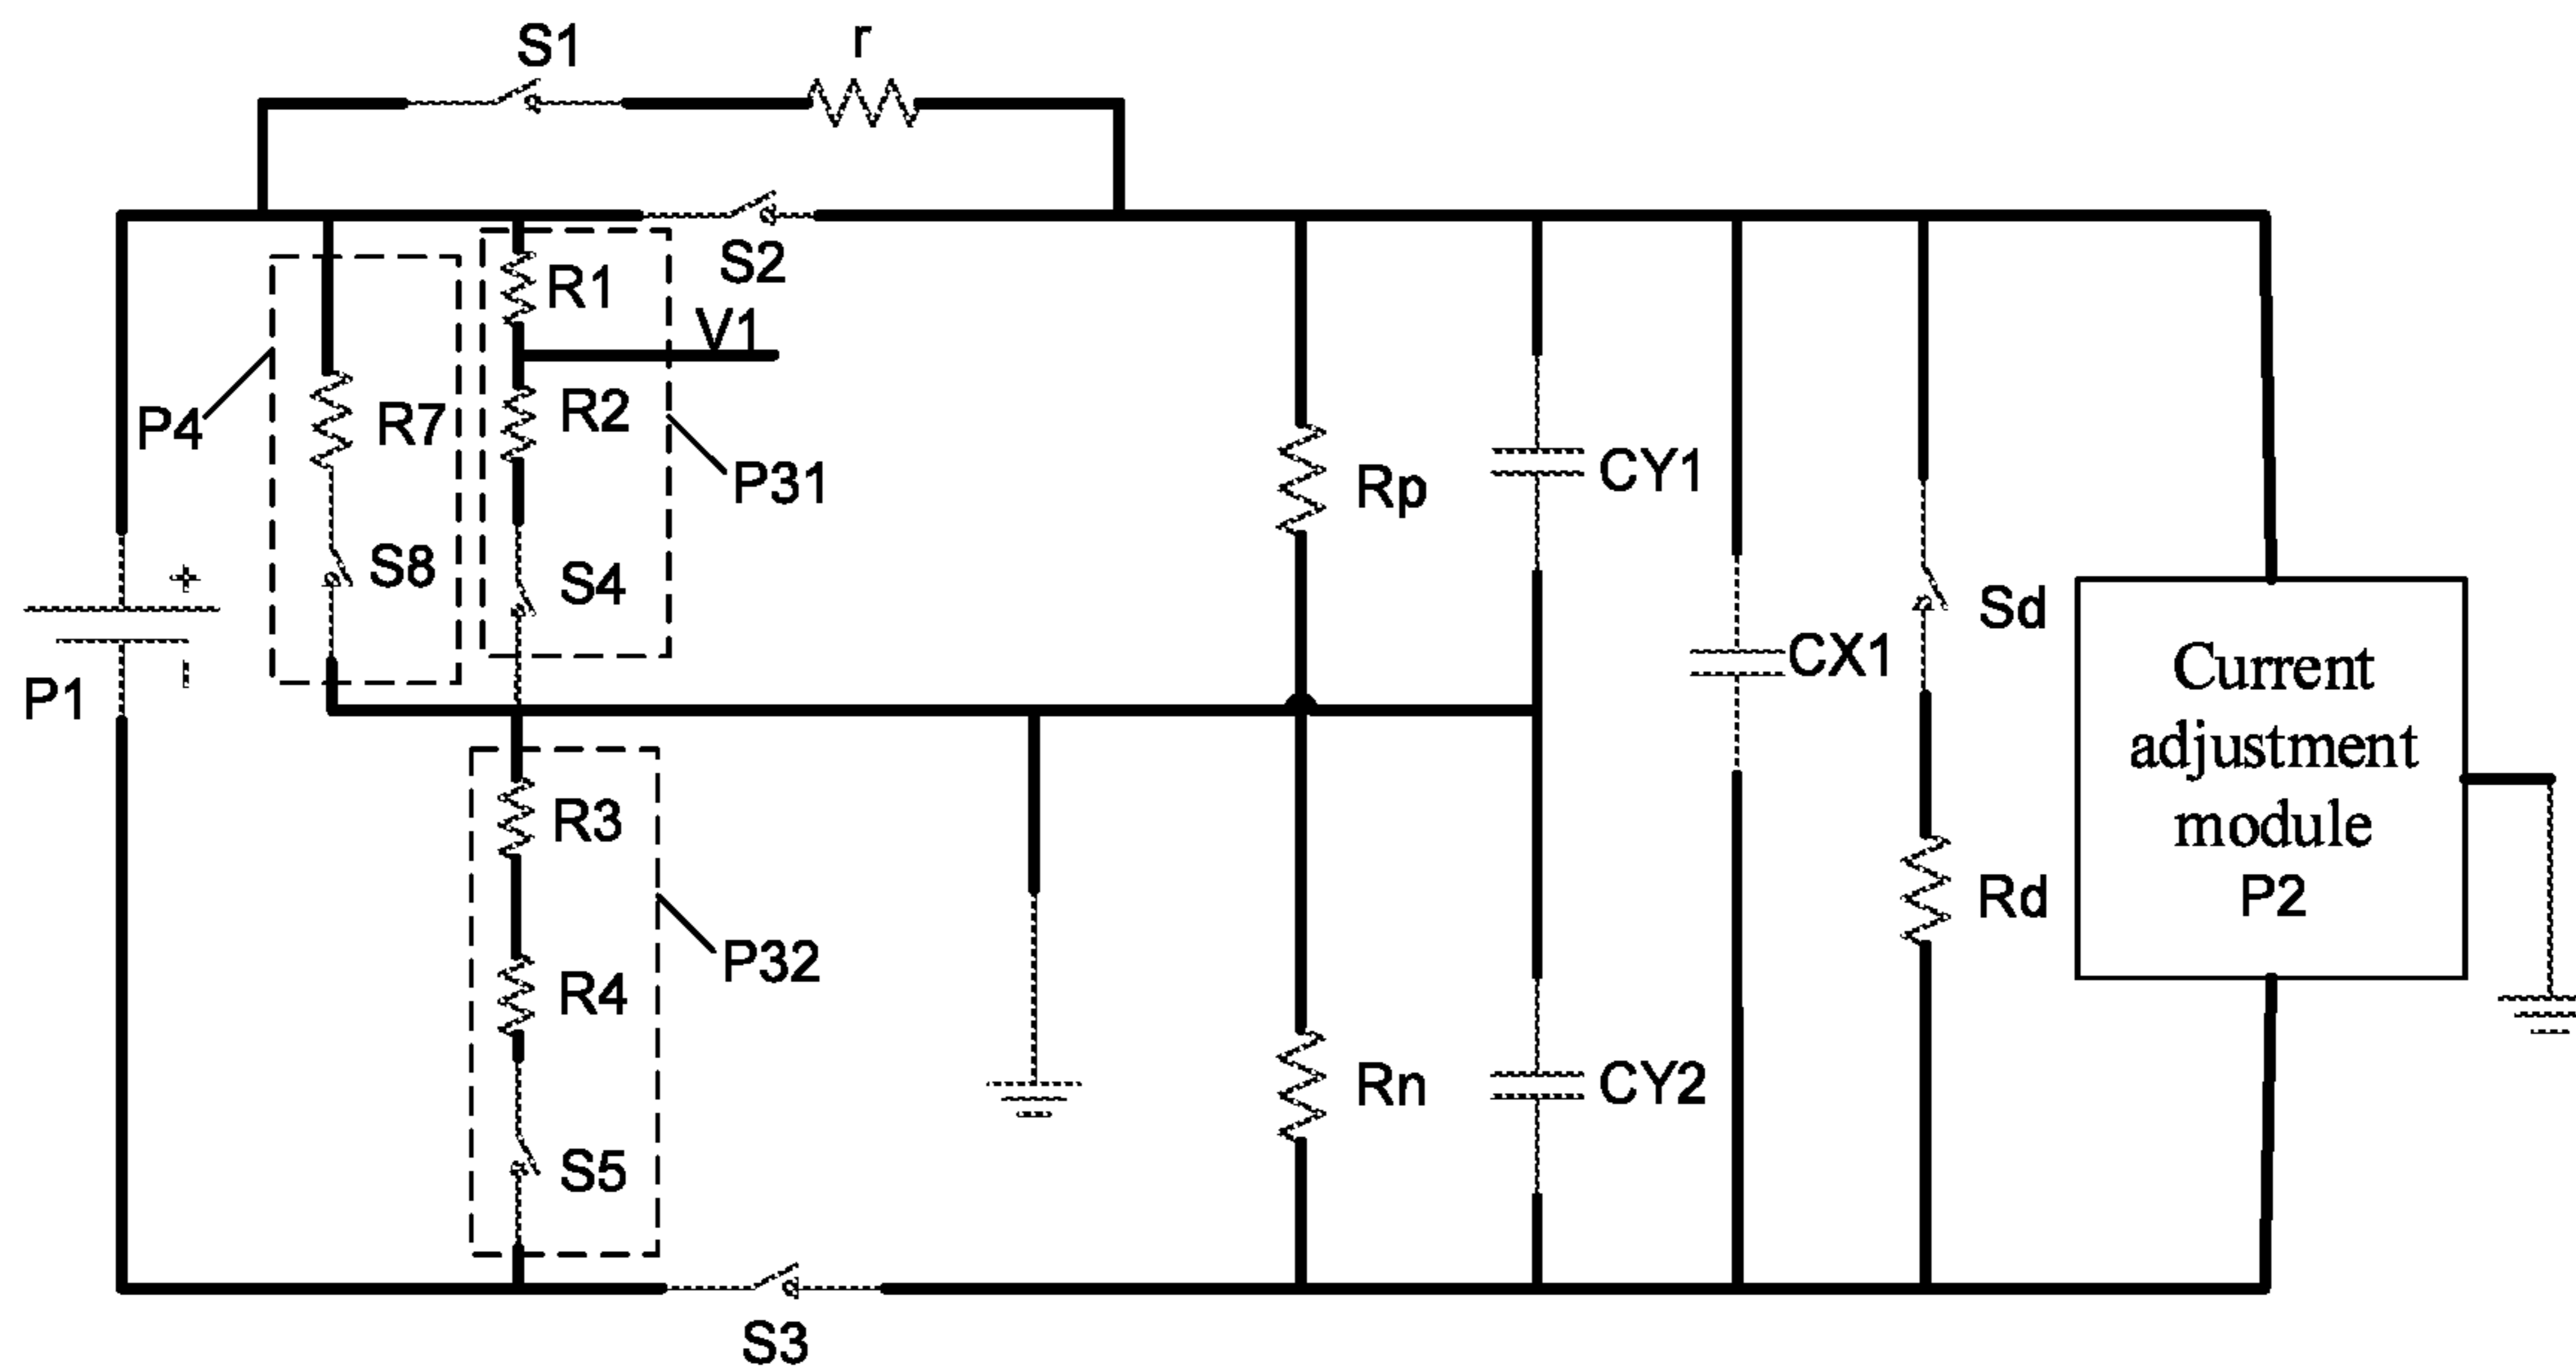 S1
r
S2
R1
V1
R2
P4
R7
P31
Rp
CY1
S8
S4
Sd
+
CX1
Current
adjustment
module
P2
P1
-
R3
Rd
P32
R4
Rn
CY2
S5
S3